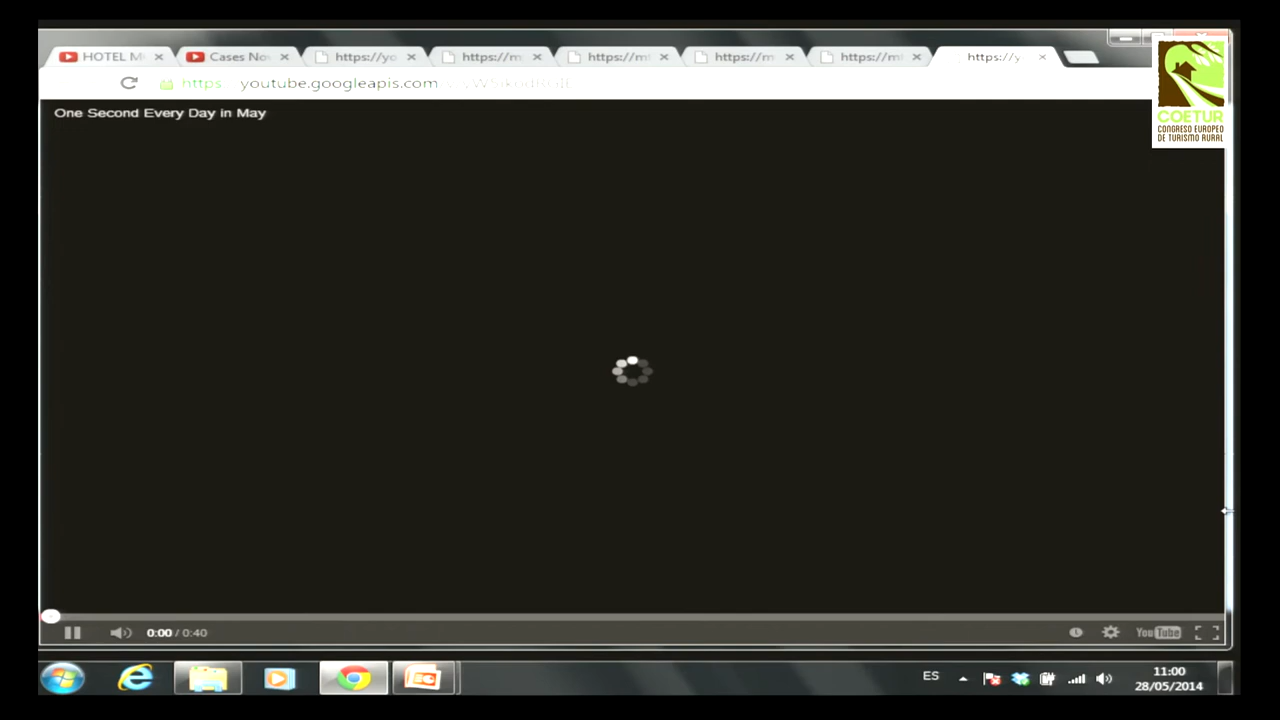 HOTEL M
Cases No
https://yo
https://m
https://m
https://m
https://m
https://y
https youtube.googleapis.com
One Second Every Day in May
COETUR
CONGRESO EUROPEO
DE TURISMO RURAL
0:00 / 0:40
YouTube
ES
11:00
28/05/2014